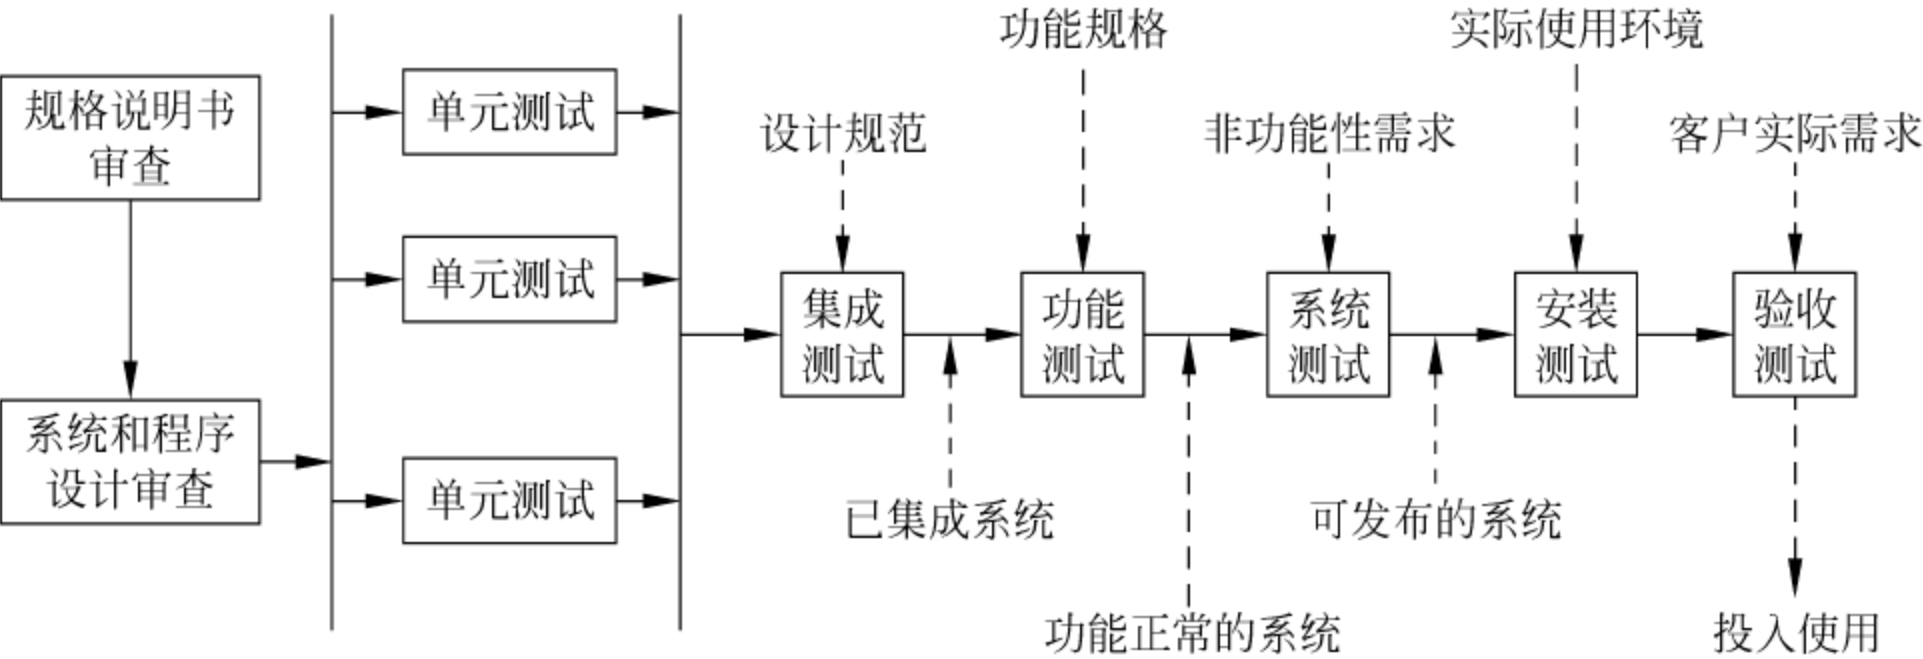 规格说明书
审查
系统和程序
设计审查
单元测试
单元测试
单元测试
设计规范
功能规格
非功能性需求
实际使用环境
客户实际需求
集成
测试
功能
测试
系统
测试
安装
测试
验收
测试
已集成系统
功能正常的系统
可发布的系统
投入使用